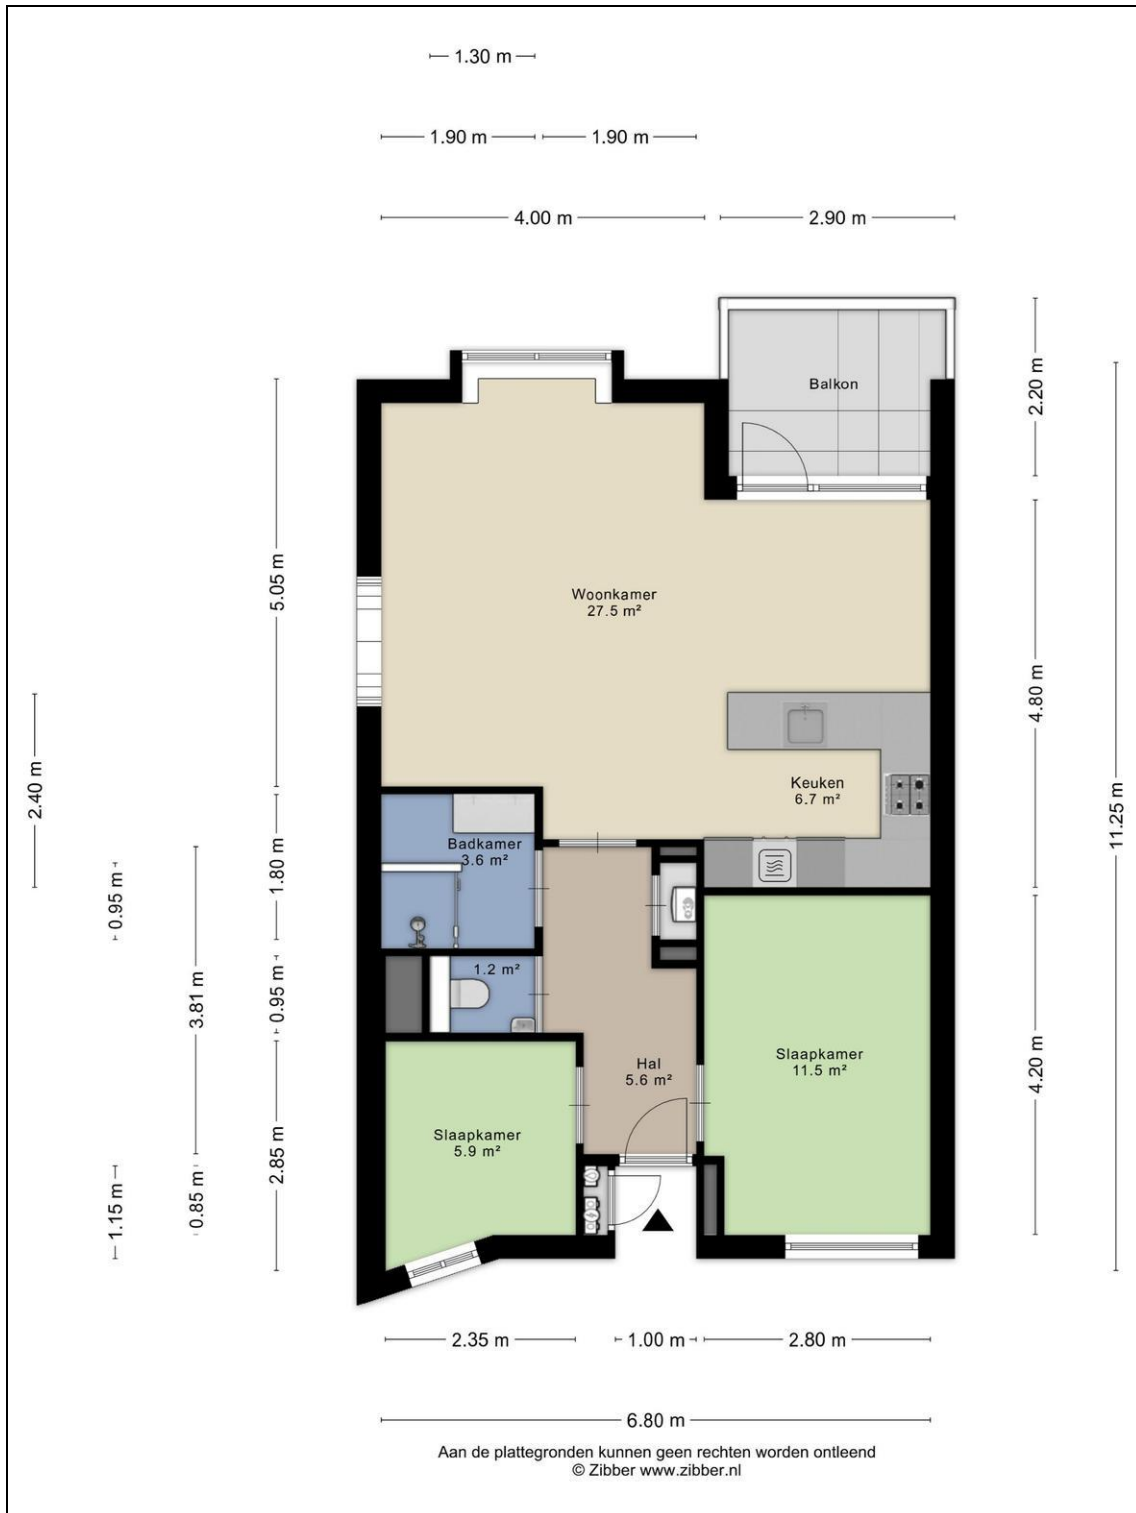 1.30 m
1.90 m
1.90 m
4.00 m
2.90 m
Balkon
2.20 m
5.05 m
Woonkamer
27.5 m²
4.80 m
2.40 m
Keuken
6.7 m²
11.25 m
Badkamer
3.6 m²
1.80 m
0.95 m
1.2 m²
0.95 m
3.81 m
Hal
5.6 m²
Slaapkamer
11.5 m²
4.20 m
Slaapkamer
5.9 m²
2.85 m
0.85 m
1.15 m
2.35 m
1.00 m
2.80 m
6.80 m
Aan de plattegronden kunnen geen rechten worden ontleend
© Zibber www.zibber.nl